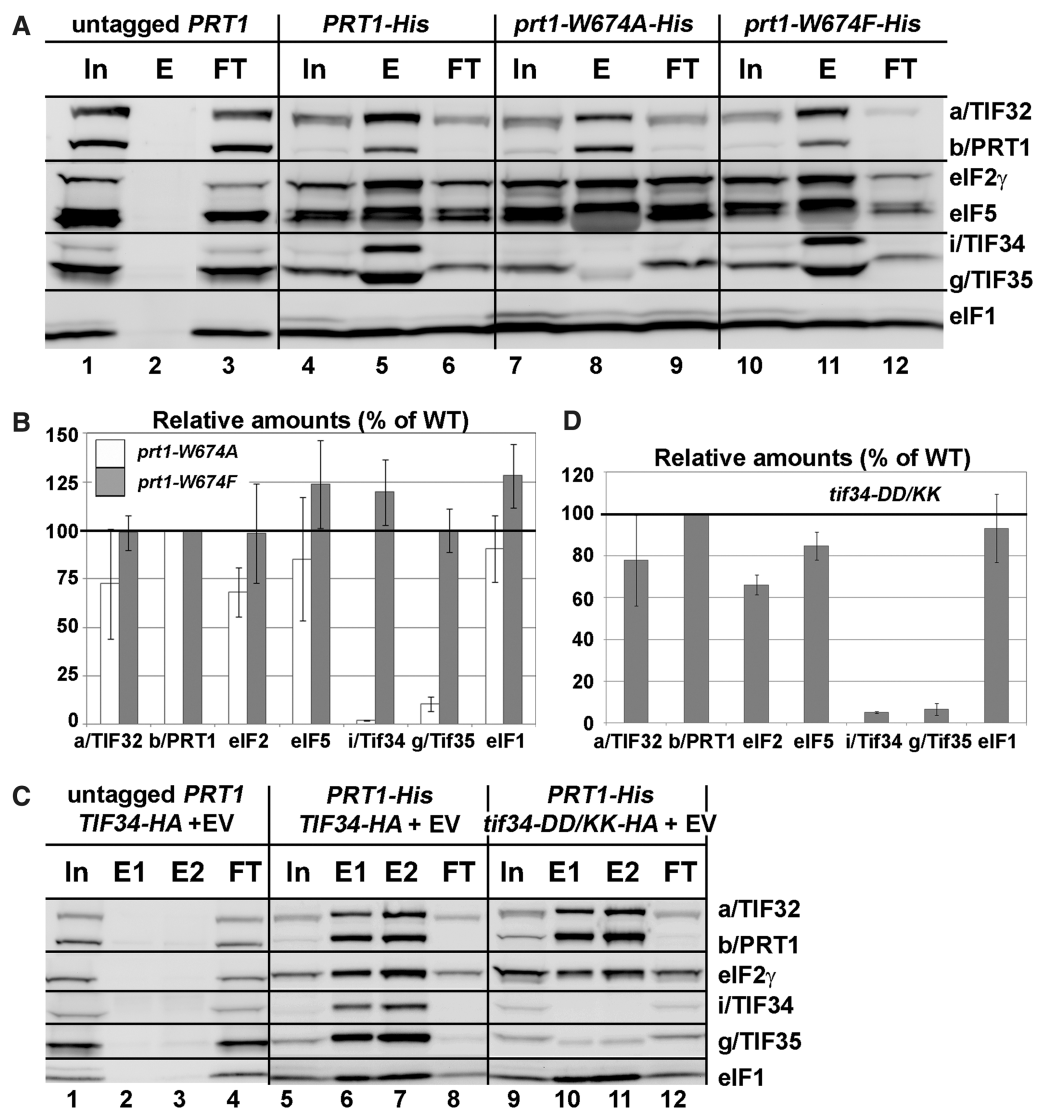 A
untagged PRT1 PRT1-His prt1-W674A-His prt1-W674F-His
In E FT In E FT In E FT In E FT
a/TIF32
b/PRT1
eIF2γ
eIF5
i/TIF34
g/TIF35
eIF1
1 2 3 4 5 6 7 8 9 10 11 12
B
Relative amounts (% of WT)
150
125
100
75
50
25
0
prt1-W674A
prt1-W674F
a/TIF32 b/PRT1 eIF2 eIF5 i/Tif34 g/Tif35 eIF1
D
Relative amounts (% of WT)
tif34-DD/KK
120
100
80
60
40
20
0
a/TIF32 b/PRT1 eIF2 eIF5 i/Tif34 g/Tif35 eIF1
C
untagged PRT1 PRT1-His PRT1-His
TIF34-HA +EV TIF34-HA + EV tif34-DD/KK-HA + EV
In E1 E2 FT In E1 E2 FT In E1 E2 FT
a/TIF32
b/PRT1
eIF2γ
i/TIF34
g/TIF35
eIF1
1 2 3 4 5 6 7 8 9 10 11 12